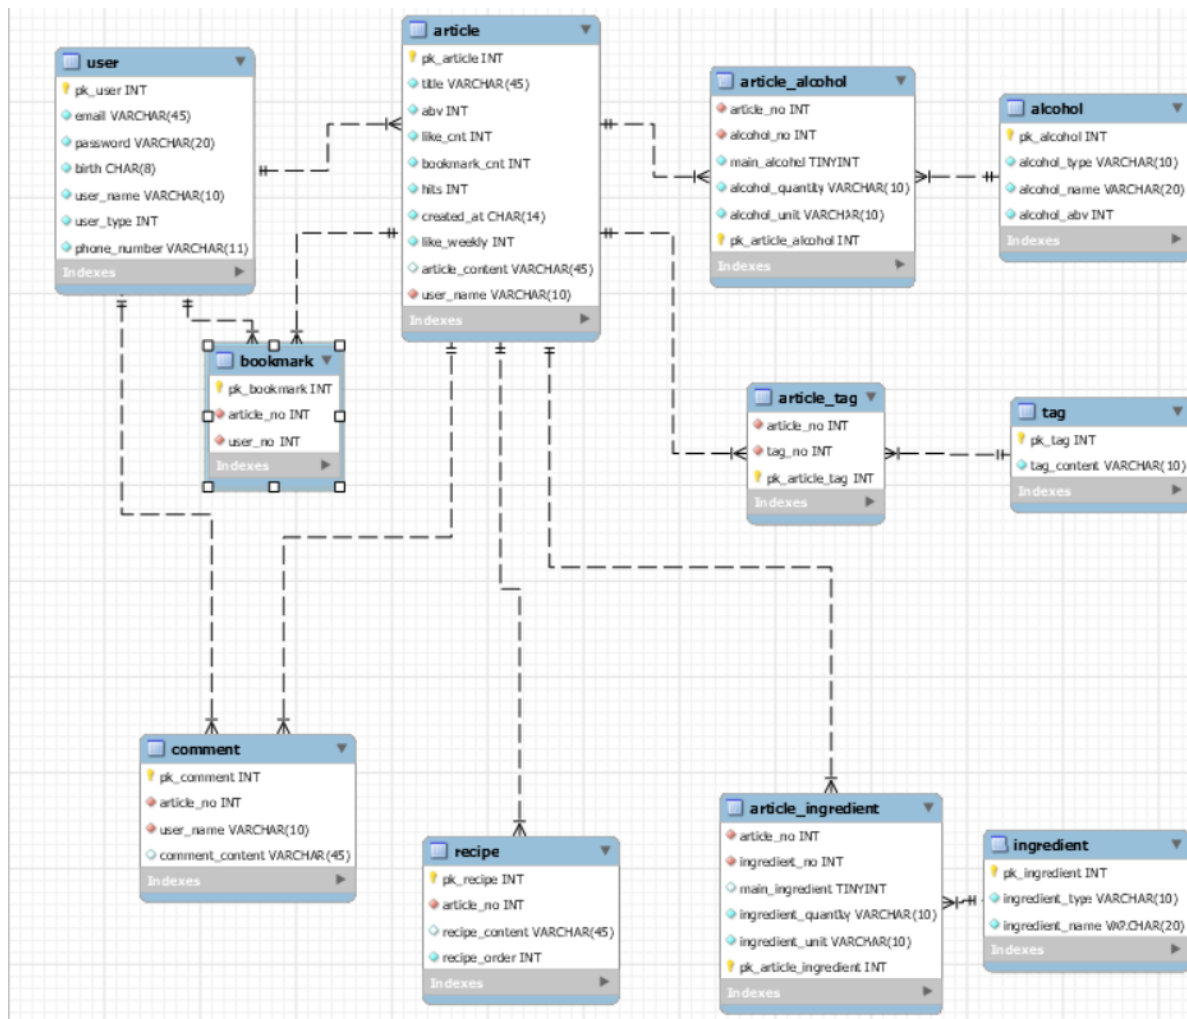 user
pk_user INT
email VARCHAR(45)
password VARCHAR(20)
birth CHAR(8)
user_name VARCHAR(10)
user_type INT
phone_number VARCHAR(11)
Indexes
article
pk_article INT
title VARCHAR(45)
abv INT
like_cnt INT
bookmark_cnt INT
hits INT
created_at CHAR(14)
like_weekly INT
article_content VARCHAR(45)
user_name VARCHAR(10)
Indexes
article_alcohol
article_no INT
alcohol_no INT
main_alcohol TINYINT
alcohol_quantity VARCHAR(10)
alcohol_unit VARCHAR(10)
pk_article_alcohol INT
Indexes
alcohol
pk_alcohol INT
alcohol_type VARCHAR(10)
alcohol_name VARCHAR(20)
alcohol_abv INT
Indexes
bookmark
pk_bookmark INT
article_no INT
user_no INT
Indexes
article_tag
article_no INT
tag_no INT
pk_article_tag INT
Indexes
tag
pk_tag INT
tag_content VARCHAR(10)
Indexes
comment
pk_comment INT
article_no INT
user_name VARCHAR(10)
comment_content VARCHAR(45)
Indexes
recipe
pk_recipe INT
article_no INT
recipe_content VARCHAR(45)
recipe_order INT
Indexes
article_ingredient
article_no INT
ingredient_no INT
main_ingredient TINYINT
ingredient_quantity VARCHAR(10)
ingredient_unit VARCHAR(10)
pk_article_ingredient INT
Indexes
ingredient
pk_ingredient INT
ingredient_type VARCHAR(10)
ingredient_name VARCHAR(20)
Indexes